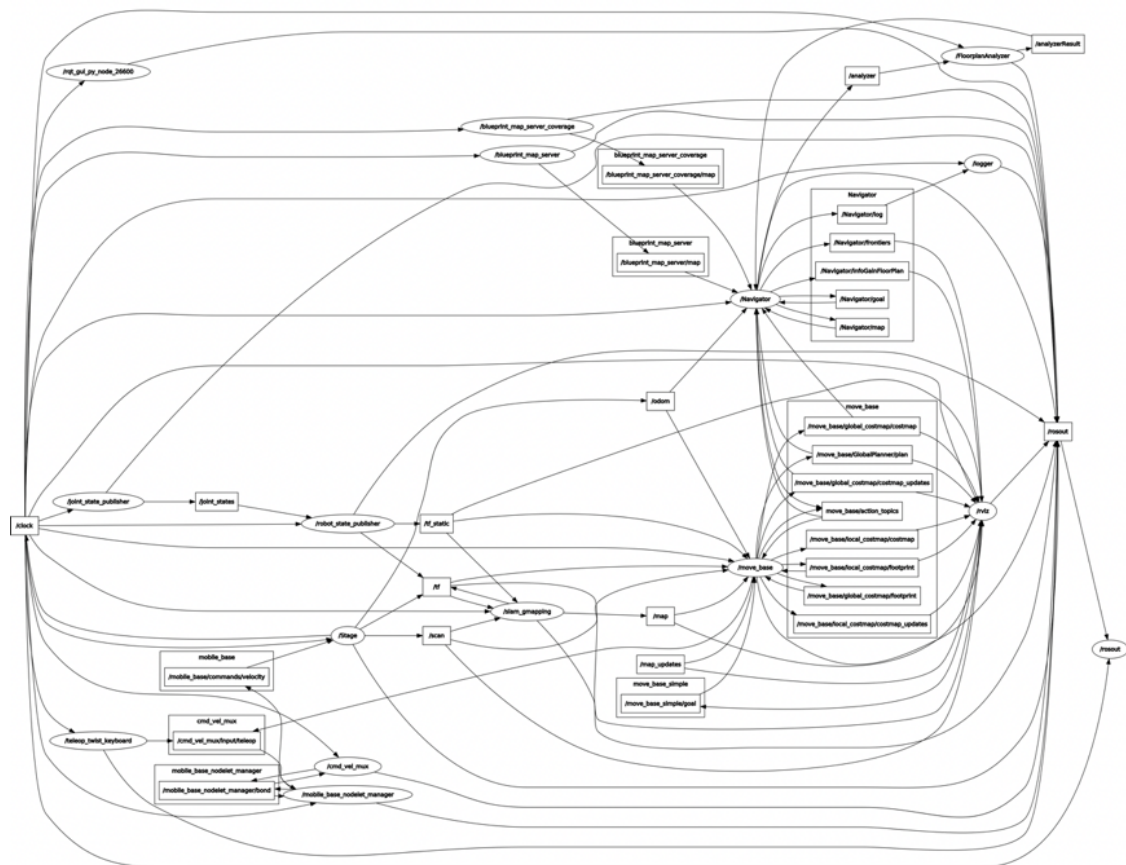 /analyzerResult
/FloorplanAnalyzer
/rqt_gui_py_node_26600
/analyzer
/blueprint_map_server_coverage
/blueprint_map_server
blueprint_map_server_coverage
/blueprint_map_server_coverage/map
/logger
Navigator
/Navigator/log
/Navigator/frontiers
/Navigator/infoGainFloorPlan
/Navigator/goal
/Navigator/map
blueprint_map_server
/blueprint_map_server/map
/Navigator
/odom
move_base
/move_base/global_costmap/costmap
/move_base/GlobalPlanner/plan
/move_base/global_costmap/costmap_updates
move_base/action_topics
/move_base/local_costmap/costmap
/move_base/local_costmap/footprint
/move_base/global_costmap/footprint
/move_base/local_costmap/costmap_updates
/rosout
/joint_state_publisher
/joint_states
/clock
/robot_state_publisher
/tf_static
/rviz
/move_base
/tf
/slam_gmapping
/map
/Stage
/scan
/rosout
mobile_base
/mobile_base/commands/velocity
/map_updates
move_base_simple
/move_base_simple/goal
cmd_vel_mux
/cmd_vel_mux/input/teleop
/teleop_twist_keyboard
mobile_base_nodelet_manager
/mobile_base_nodelet_manager/bond
/cmd_vel_mux
/mobile_base_nodelet_manager